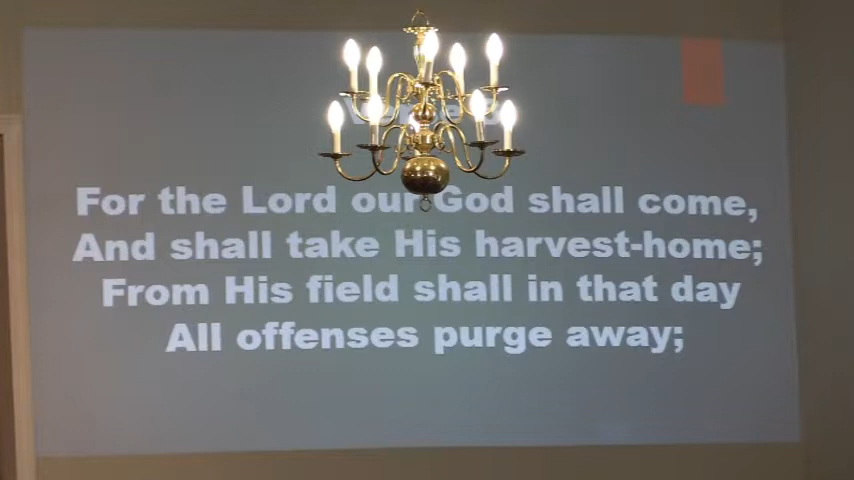 Verse
For the Lord our God shall come,
And shall take His harvest-home;
From His field shall in that day
All offenses purge away;